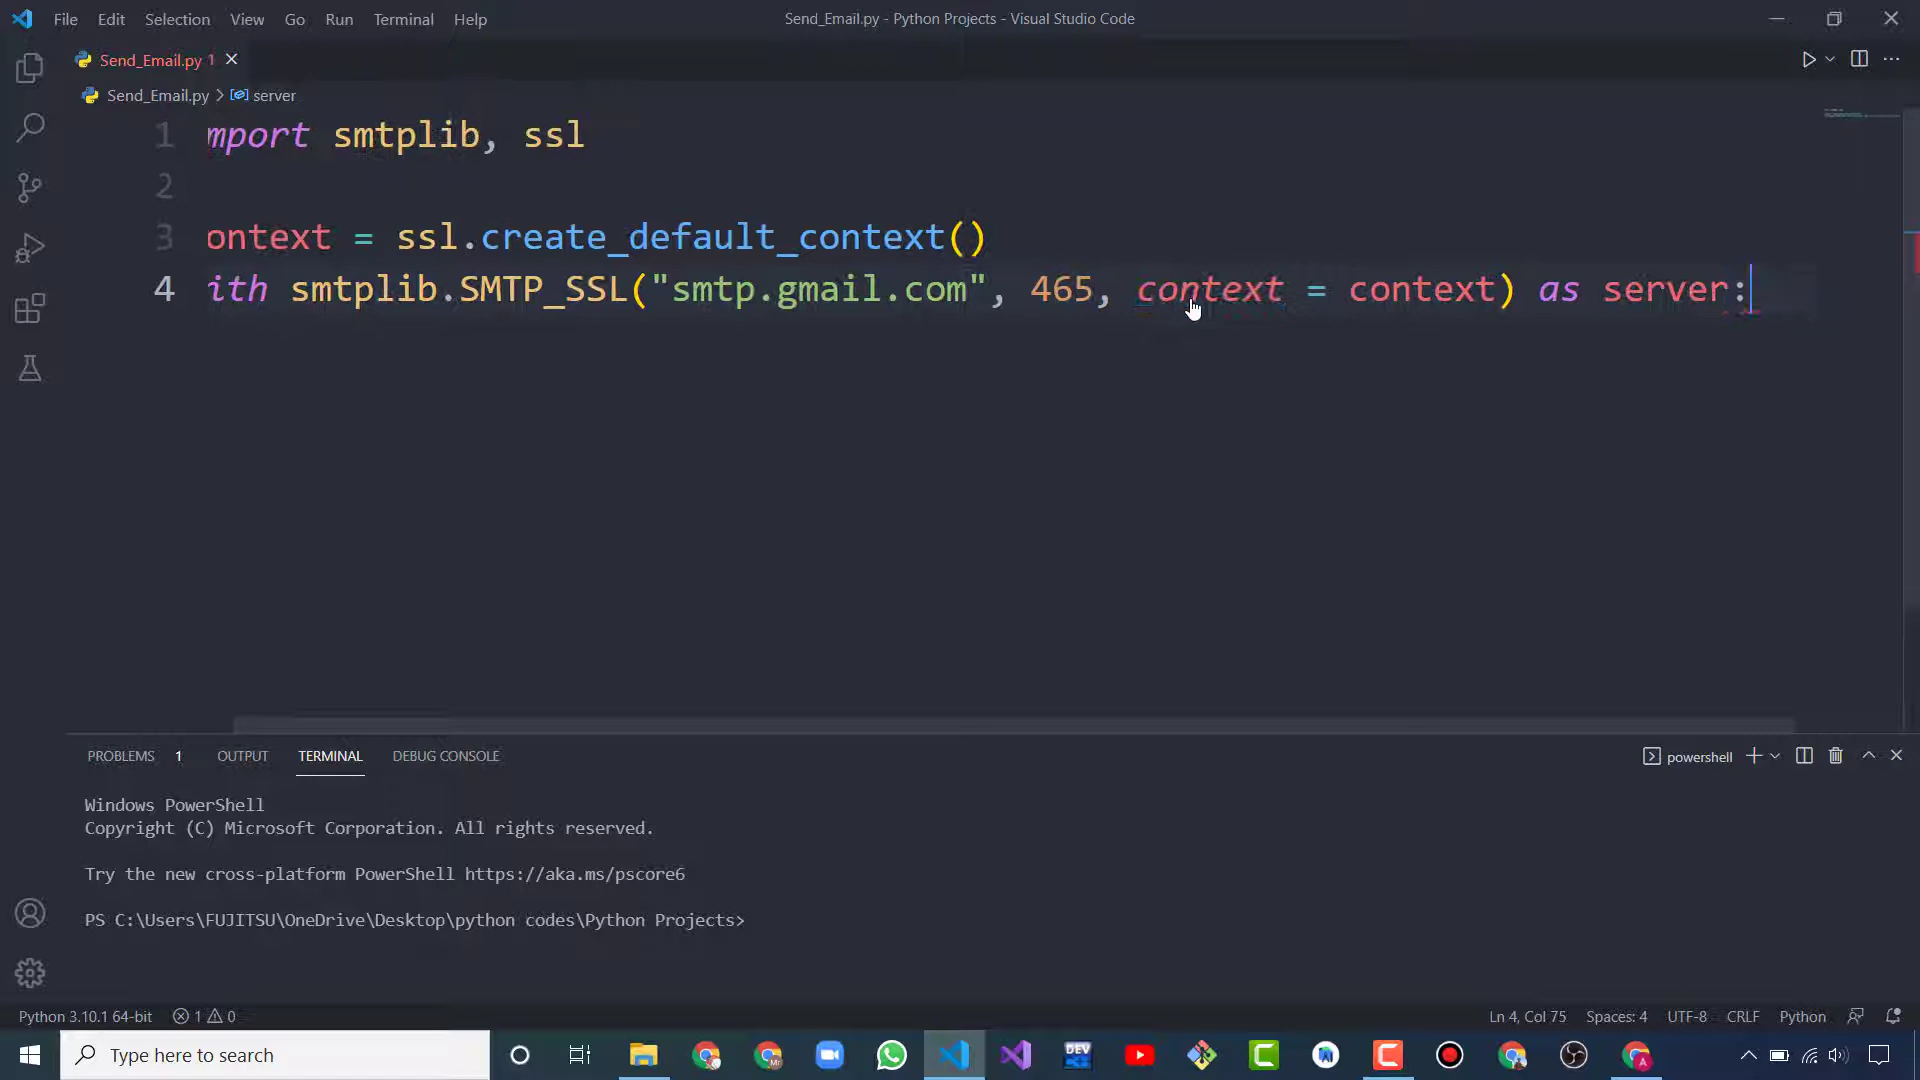 File Edit Selection View Go Run Terminal Help
Send_Email.py - Python Projects - Visual Studio Code
Send_Email.py 1
Send_Email.py > server
1 mport smtplib, ssl
2
3 ontext = ssl.create_default_context()
4 ith smtplib.SMTP_SSL("smtp.gmail.com", 465, context = context) as server:
PROBLEMS 1 OUTPUT TERMINAL DEBUG CONSOLE
powershell
Windows PowerShell
Copyright (C) Microsoft Corporation. All rights reserved.
Try the new cross-platform PowerShell https://aka.ms/pscore6
PS C:\Users\FUJITSU\OneDrive\Desktop\python codes\Python Projects>
Python 3.10.1 64-bit 1 0
Ln 4, Col 75 Spaces: 4 UTF-8 CRLF Python
Type here to search
DEV